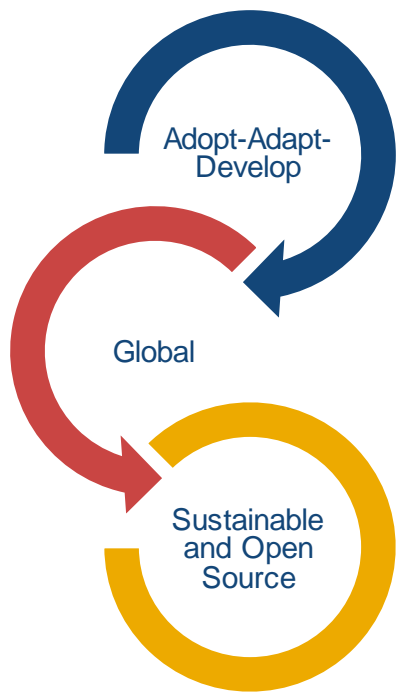 Adopt-Adapt-
Develop
Global
Sustainable
and Open
Source